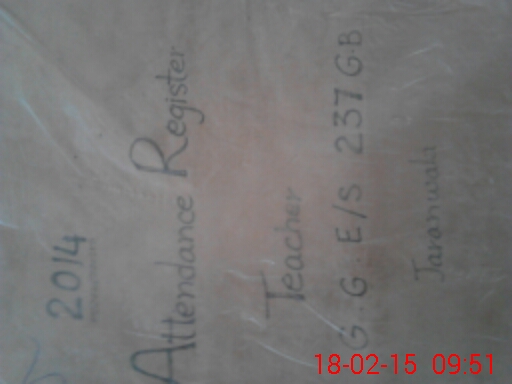 2014
Attendance Register
Teacher
G. G. E/S 237 G.B
Jaranwala
18-02-15 09:51